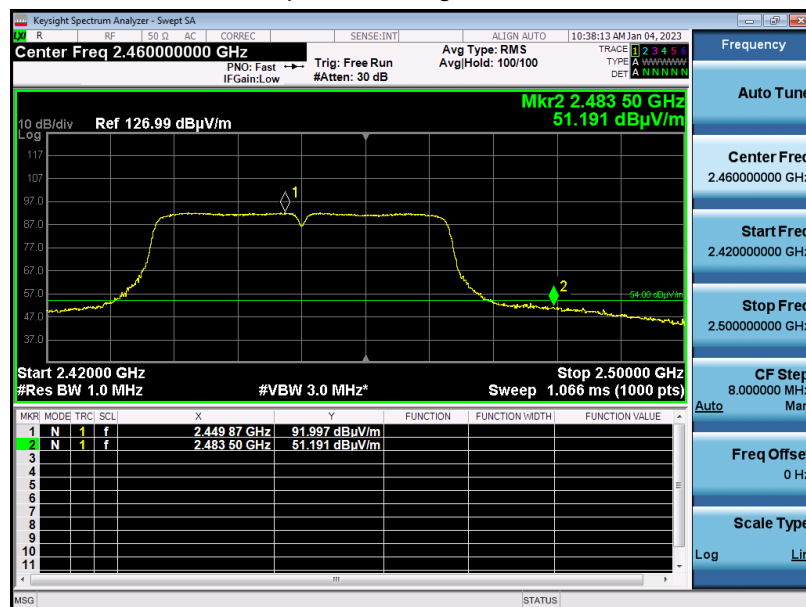 Keysight Spectrum Analyzer - Swept SA
LXI R RF 50 Ω AC CORREC SENSE:INT ALIGN AUTO 10:38:13 AM Jan 04, 2023
Center Freq 2.460000000 GHz
PNO: Fast
IFGain:Low
Trig: Free Run
#Atten: 30 dB
Avg Type: RMS
Avg|Hold: 100/100
TRACE 1 2 3 4 5 6
TYPE A WWWWW
DET A N N N N N
Mkr2 2.483 50 GHz
51.191 dBµV/m
10 dB/div Ref 126.99 dBµV/m
Log
117
107
97.0
87.0
77.0
67.0
57.0
47.0
37.0
1
2
54.00 dBµV/m
Start 2.42000 GHz Stop 2.50000 GHz
#Res BW 1.0 MHz #VBW 3.0 MHz* Sweep 1.066 ms (1000 pts)
MKR MODE TRC SCL X Y FUNCTION FUNCTION WIDTH FUNCTION VALUE
1 N 1 f 2.449 87 GHz 91.997 dBµV/m
2 N 1 f 2.483 50 GHz 51.191 dBµV/m
3
4
5
6
7
8
9
10
11
MSG STATUS
Frequency
Auto Tune
Center Freq
2.460000000 GHz
Start Freq
2.420000000 GHz
Stop Freq
2.500000000 GHz
CF Step
8.000000 MHz
Auto Man
Freq Offset
0 Hz
Scale Type
Log Lin